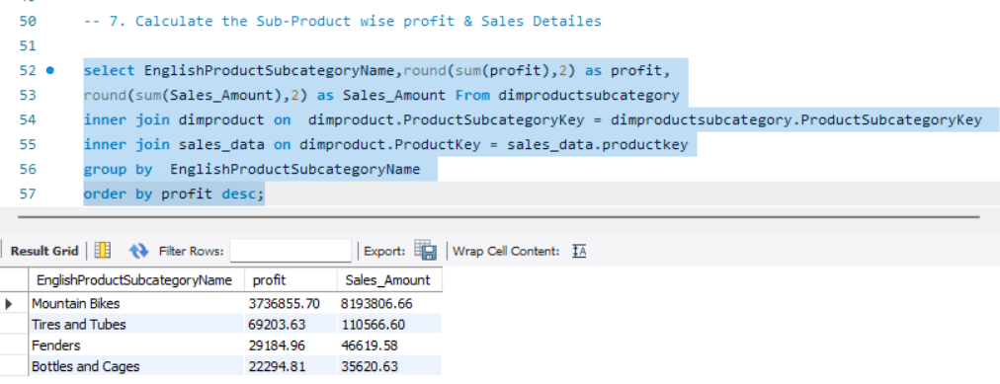 50 -- 7. Calculate the Sub-Product wise profit & Sales Detailes
51
52 select EnglishProductSubcategoryName,round(sum(profit),2) as profit,
53 round(sum(Sales_Amount),2) as Sales_Amount From dimproductsubcategory
54 inner join dimproduct on  dimproduct.ProductSubcategoryKey = dimproductsubcategory.ProductSubcategoryKey
55 inner join sales_data on dimproduct.ProductKey = sales_data.productkey
56 group by  EnglishProductSubcategoryName
57 order by profit desc;
Result Grid Filter Rows: Export: Wrap Cell Content: IA
EnglishProductSubcategoryName profit Sales_Amount
Mountain Bikes 3736855.70 8193806.66
Tires and Tubes 69203.63 110566.60
Fenders 29184.96 46619.58
Bottles and Cages 22294.81 35620.63